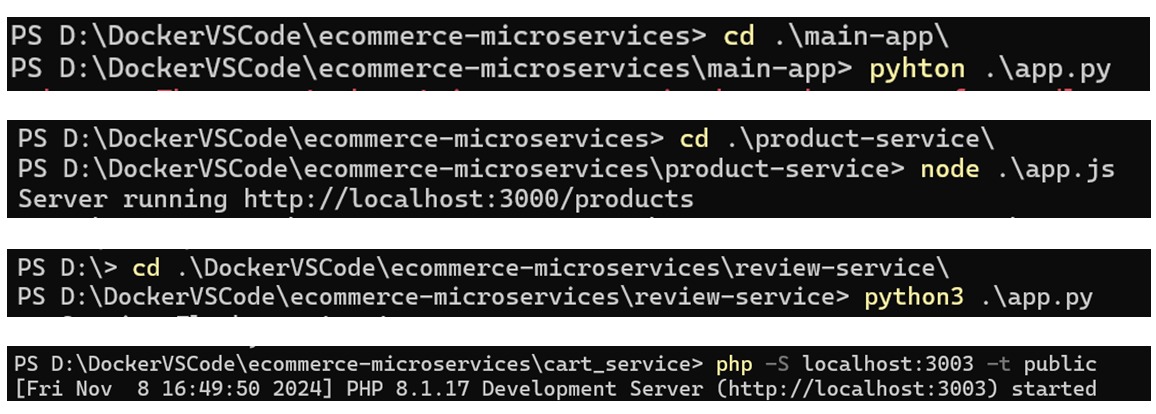 PS D:\DockerVSCode\ecommerce-microservices> cd .\main-app\
PS D:\DockerVSCode\ecommerce-microservices\main-app> pyhton .\app.py
PS D:\DockerVSCode\ecommerce-microservices> cd .\product-service\
PS D:\DockerVSCode\ecommerce-microservices\product-service> node .\app.js
Server running http://localhost:3000/products
PS D:\> cd .\DockerVSCode\ecommerce-microservices\review-service\
PS D:\DockerVSCode\ecommerce-microservices\review-service> python3 .\app.py
PS D:\DockerVSCode\ecommerce-microservices\cart_service> php -S localhost:3003 -t public
[Fri Nov  8 16:49:50 2024] PHP 8.1.17 Development Server (http://localhost:3003) started